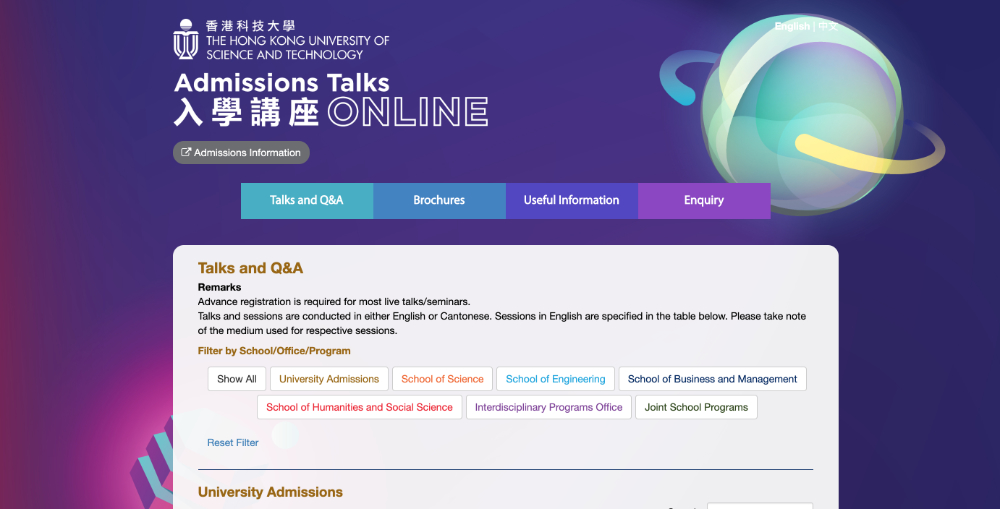 English | 中文
香港科技大學
THE HONG KONG UNIVERSITY OF
SCIENCE AND TECHNOLOGY
Admissions Talks
入學講座 ONLINE
Admissions Information
Talks and Q&A
Brochures
Useful Information
Enquiry
Talks and Q&A
Remarks
Advance registration is required for most live talks/seminars.
Talks and sessions are conducted in either English or Cantonese. Sessions in English are specified in the table below. Please take note
of the medium used for respective sessions.
Filter by School/Office/Program
Show All
University Admissions
School of Science
School of Engineering
School of Business and Management
School of Humanities and Social Science
Interdisciplinary Programs Office
Joint School Programs
Reset Filter
University Admissions